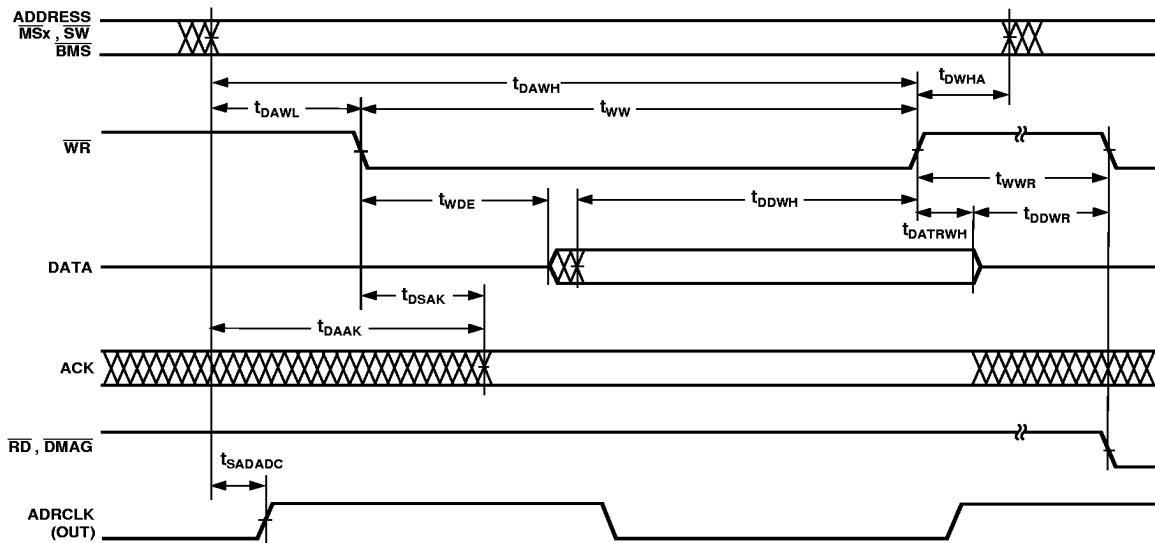 ADDRESS
MSx , SW
BMS
tDAWH
tDWHA
tDAWL
tWW
WR
tWWR
tWDE
tDDWH
tDATRWH
tDDWR
DATA
tDSAK
tDAAK
ACK
RD , DMAG
tSADADC
ADRCLK
(OUT)